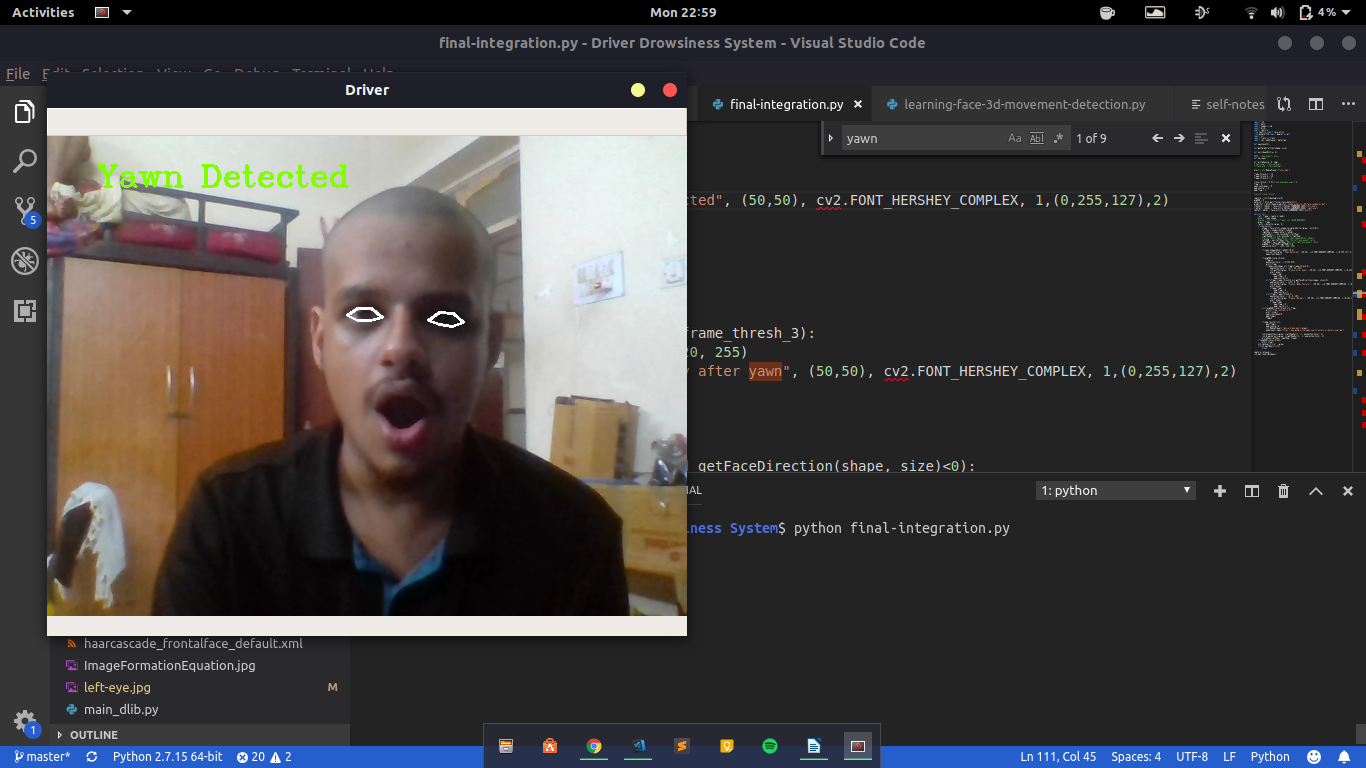 Activities
Mon 22:59
4%
final-integration.py - Driver Drowsiness System - Visual Studio Code
File Edit Selection View Go Debug Terminal Help
Driver
final-integration.py
learning-face-3d-movement-detection.py
self-notes
yawn
Aa
Abl
.*
1 of 9
Yawn Detected
cted", (50,50), cv2.FONT_HERSHEY_COMPLEX, 1,(0,255,127),2)
frame_thresh_3):
20, 255)
y after yawn", (50,50), cv2.FONT_HERSHEY_COMPLEX, 1,(0,255,127),2)
getFaceDirection(shape, size)<0):
5
NAL
1: python
iness System$ python final-integration.py
haarcascade_frontalface_default.xml
ImageFormationEquation.jpg
left-eye.jpg
M
main_dlib.py
1
OUTLINE
master*
Python 2.7.15 64-bit
20
2
Ln 111, Col 45
Spaces: 4
UTF-8
LF
Python